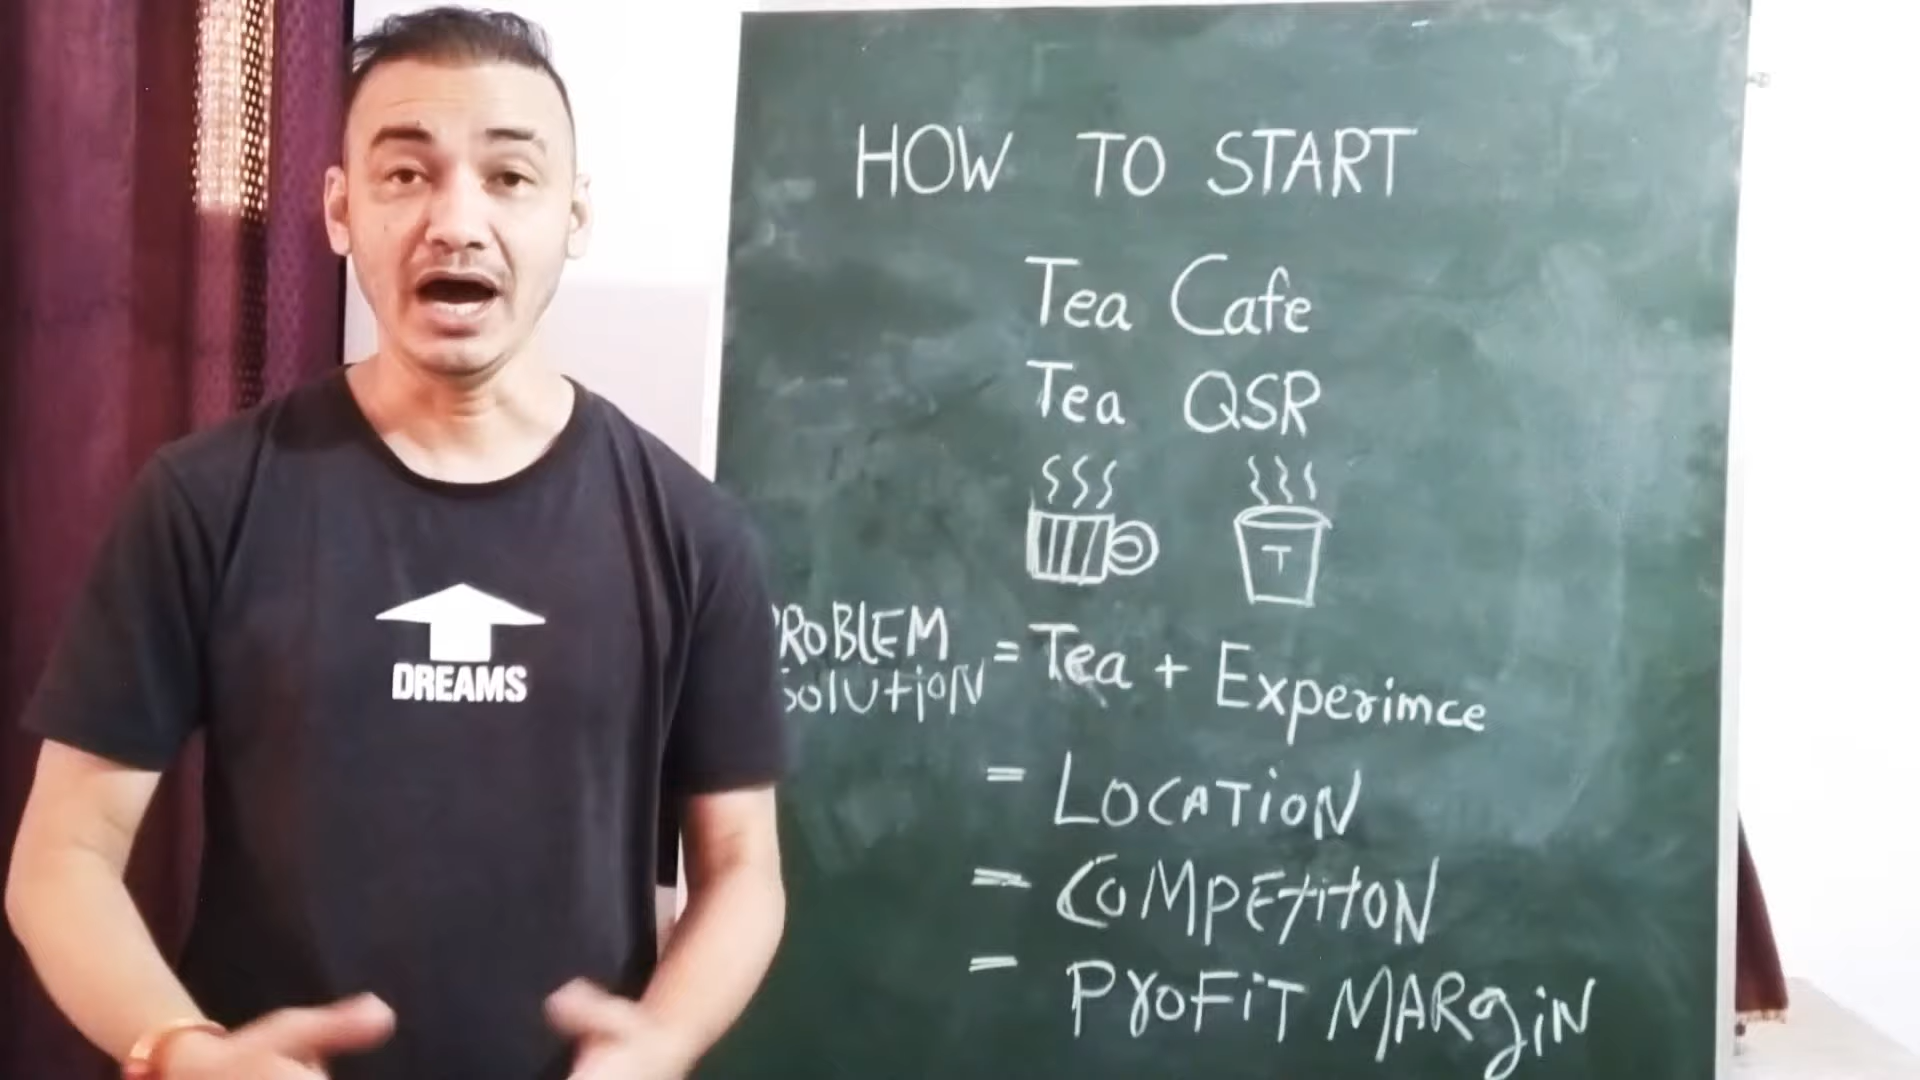 HOW TO START
Tea Cafe
Tea QSR
T
PROBLEM
SOLUTiON = Tea + Experimce
= LOCATiON
= COMPEtitON
= PROFiT MARgiN
DREAMS